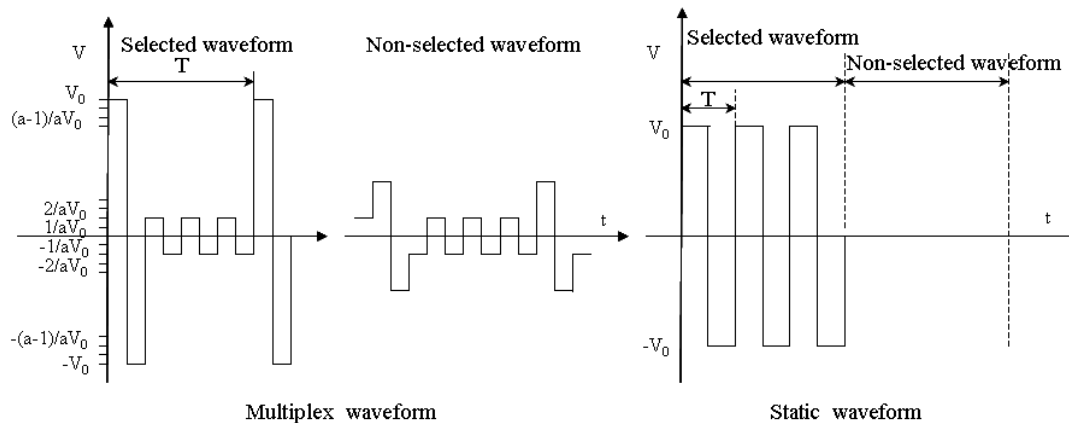 V
Selected waveform
T
V₀
(a-1)/aV₀
2/aV₀
1/aV₀
-1/aV₀
-2/aV₀
-(a-1)/aV₀
-V₀
Non-selected waveform
t
Multiplex waveform
V
Selected waveform
Non-selected waveform
T
V₀
t
-V₀
Static waveform